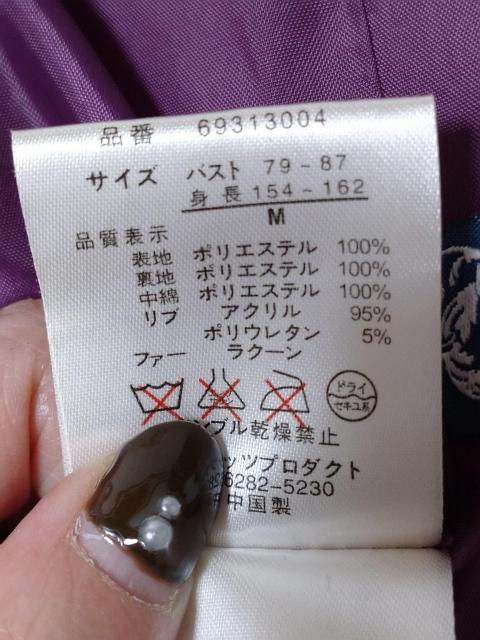 品番 69313004
サイズ バスト 79-87
身長 154-162
M
品質表示
表地 ポリエステル 100%
裏地 ポリエステル 100%
中綿 ポリエステル 100%
リブ アクリル 95%
ポリウレタン 5%
ファー ラクーン
ドライ
セキユ系
ンブル乾燥禁止
ッツプロダクト
6282-5230
中国製